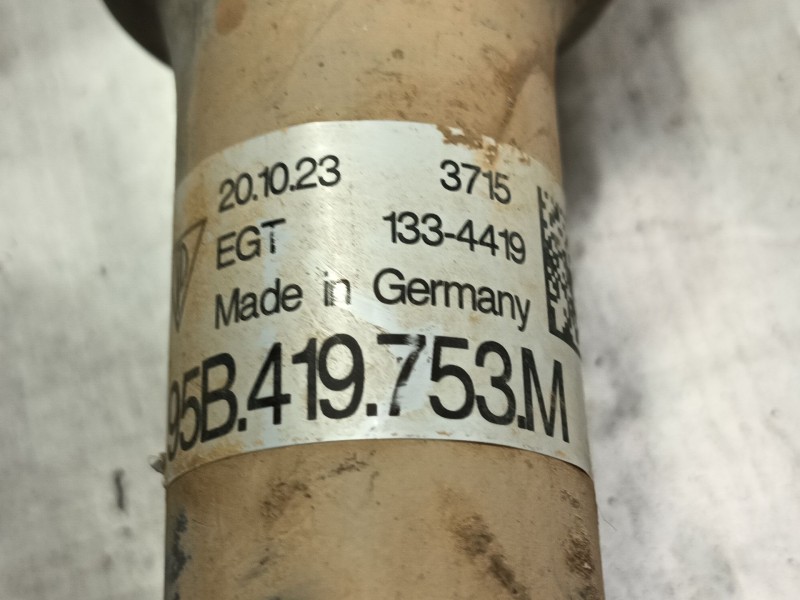 20.10.23 3715
EGT 133-4419
Made in Germany
95B.419.753.M